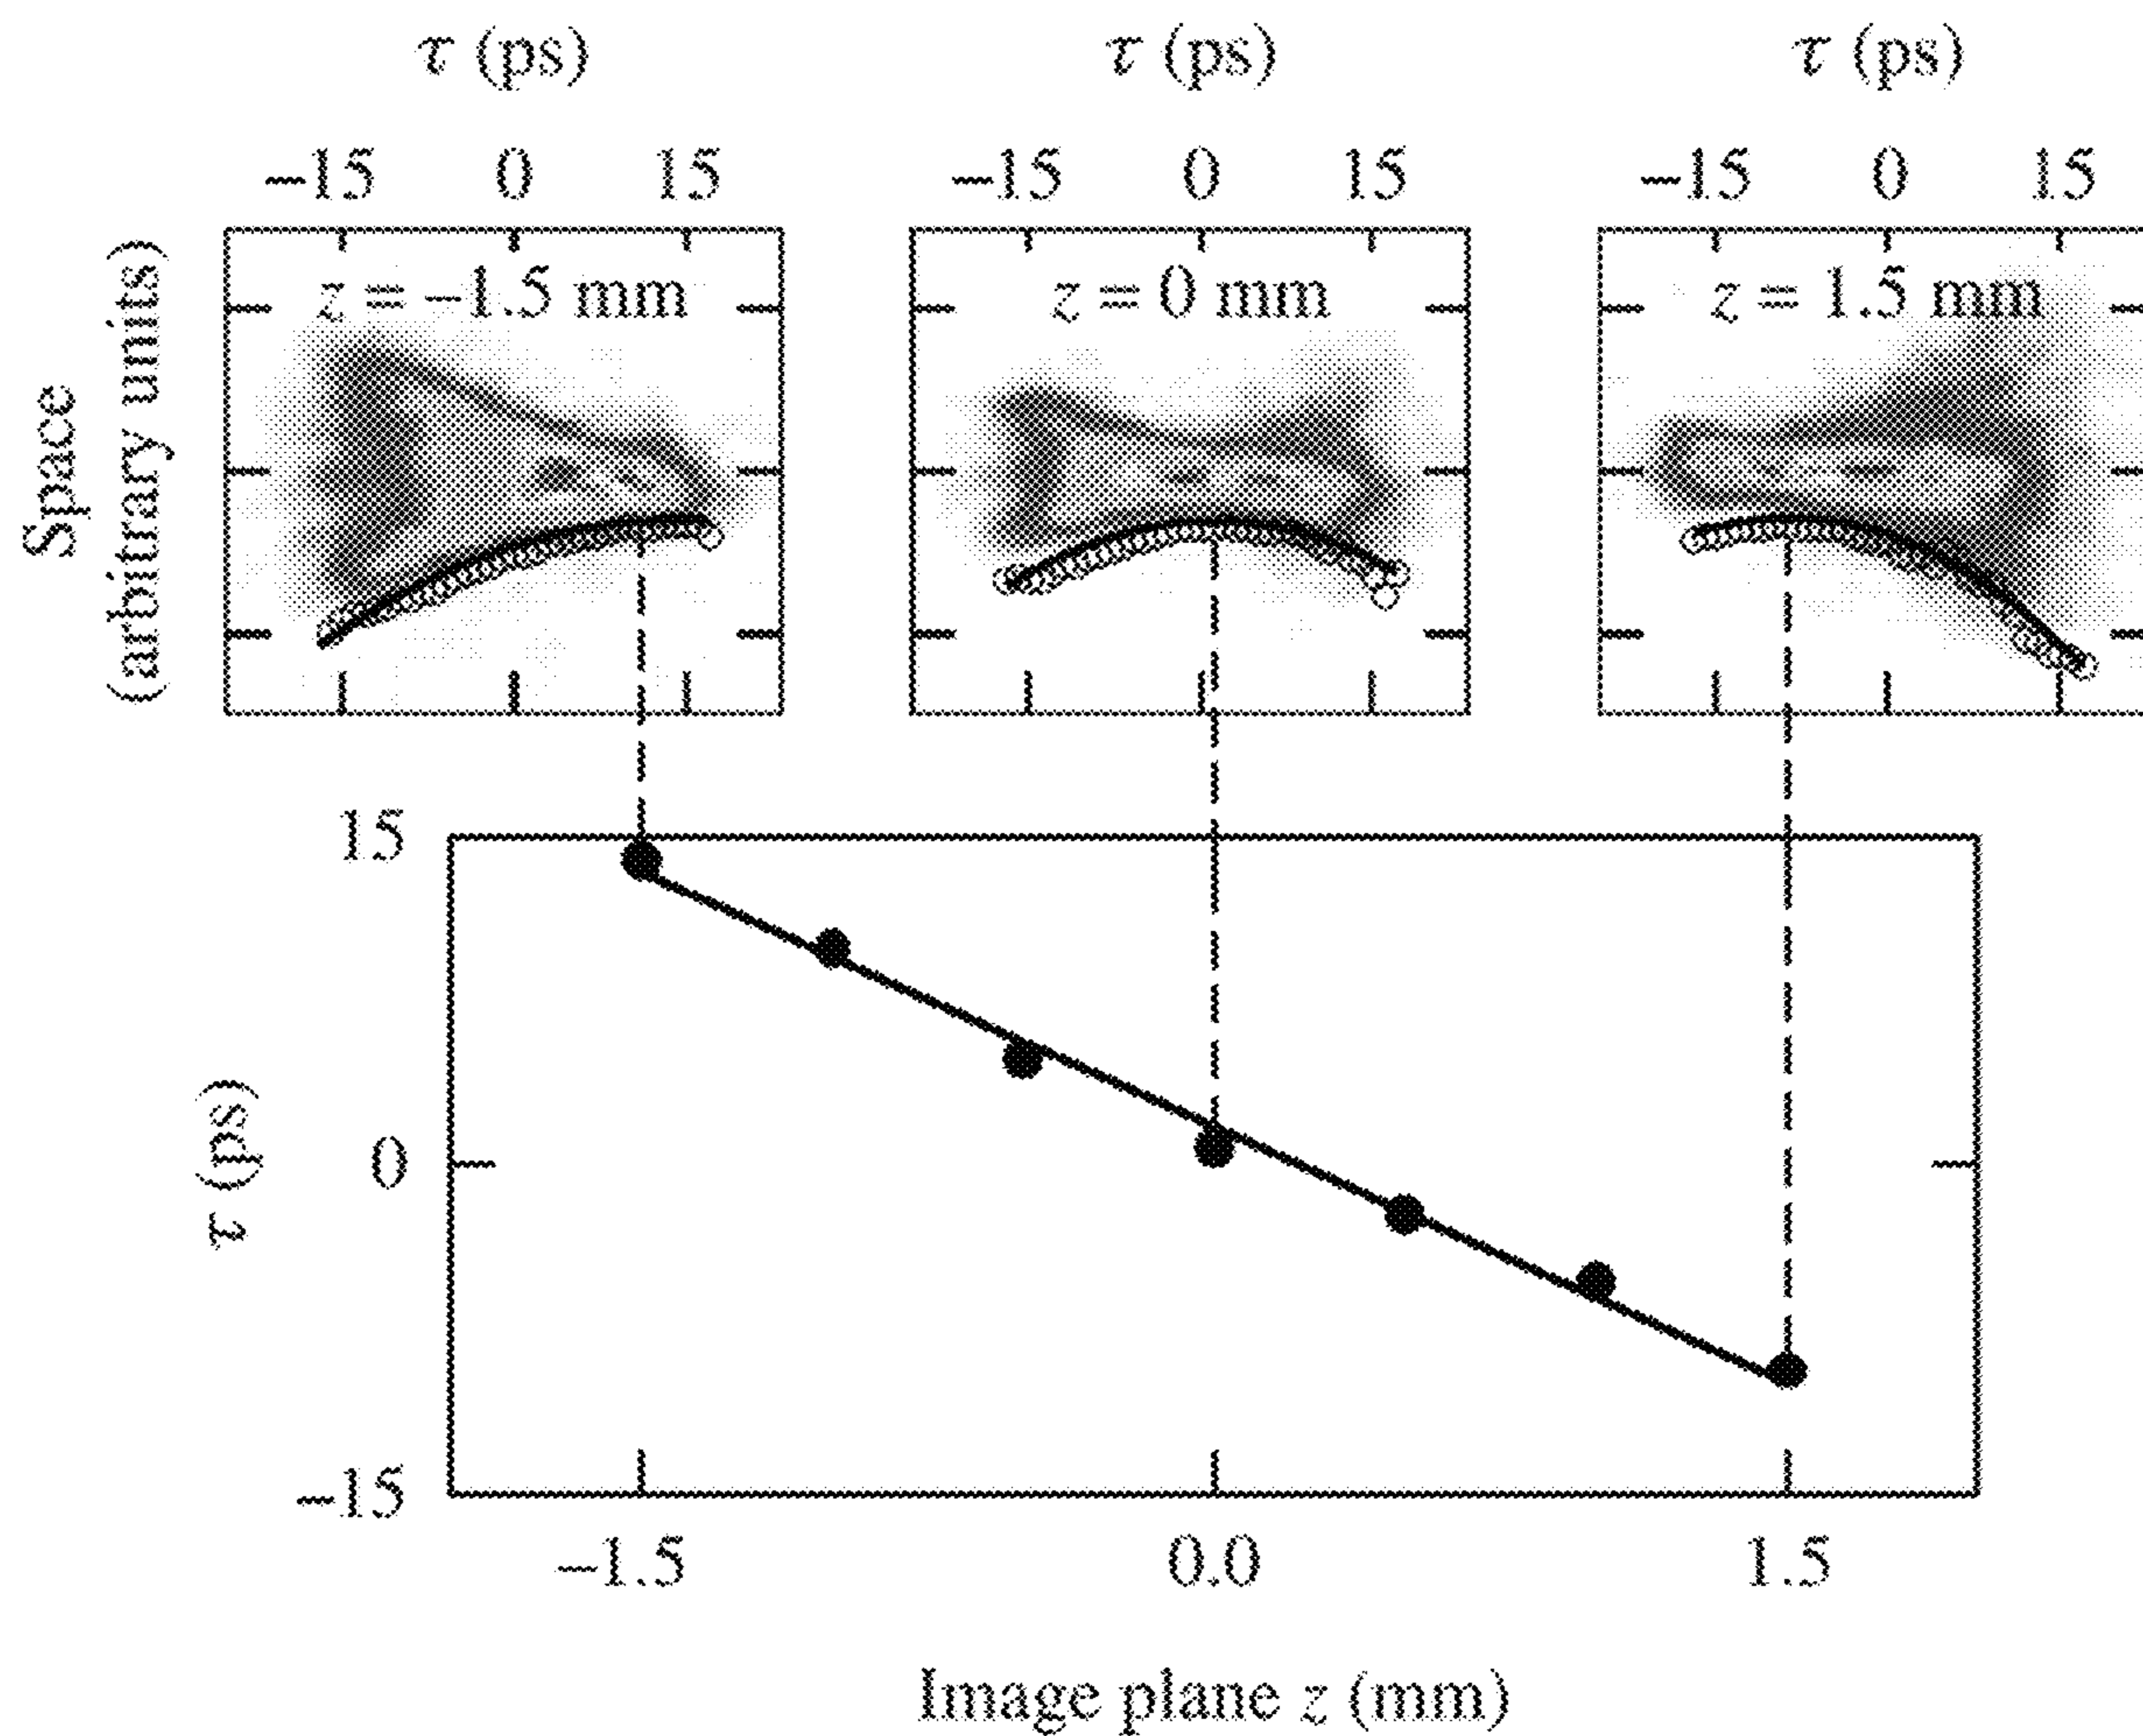 τ (ps) τ (ps) τ (ps)
–15 0 15 –15 0 15 –15 0 15
Space
(arbitrary units)
z = –1.5 mm z = 0 mm z = 1.5 mm
15
0
–15
τ (ps)
–1.5 0.0 1.5
Image plane z (mm)